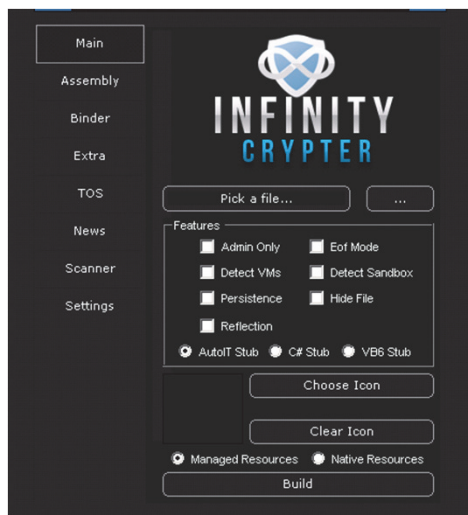 Main
Assembly
Binder
Extra
TOS
News
Scanner
Settings
INFINITY
CRYPTER
Pick a file...
...
Features
Admin Only
Eof Mode
Detect VMs
Detect Sandbox
Persistence
Hide File
Reflection
AutoIT Stub
C# Stub
VB6 Stub
Choose Icon
Clear Icon
Managed Resources
Native Resources
Build